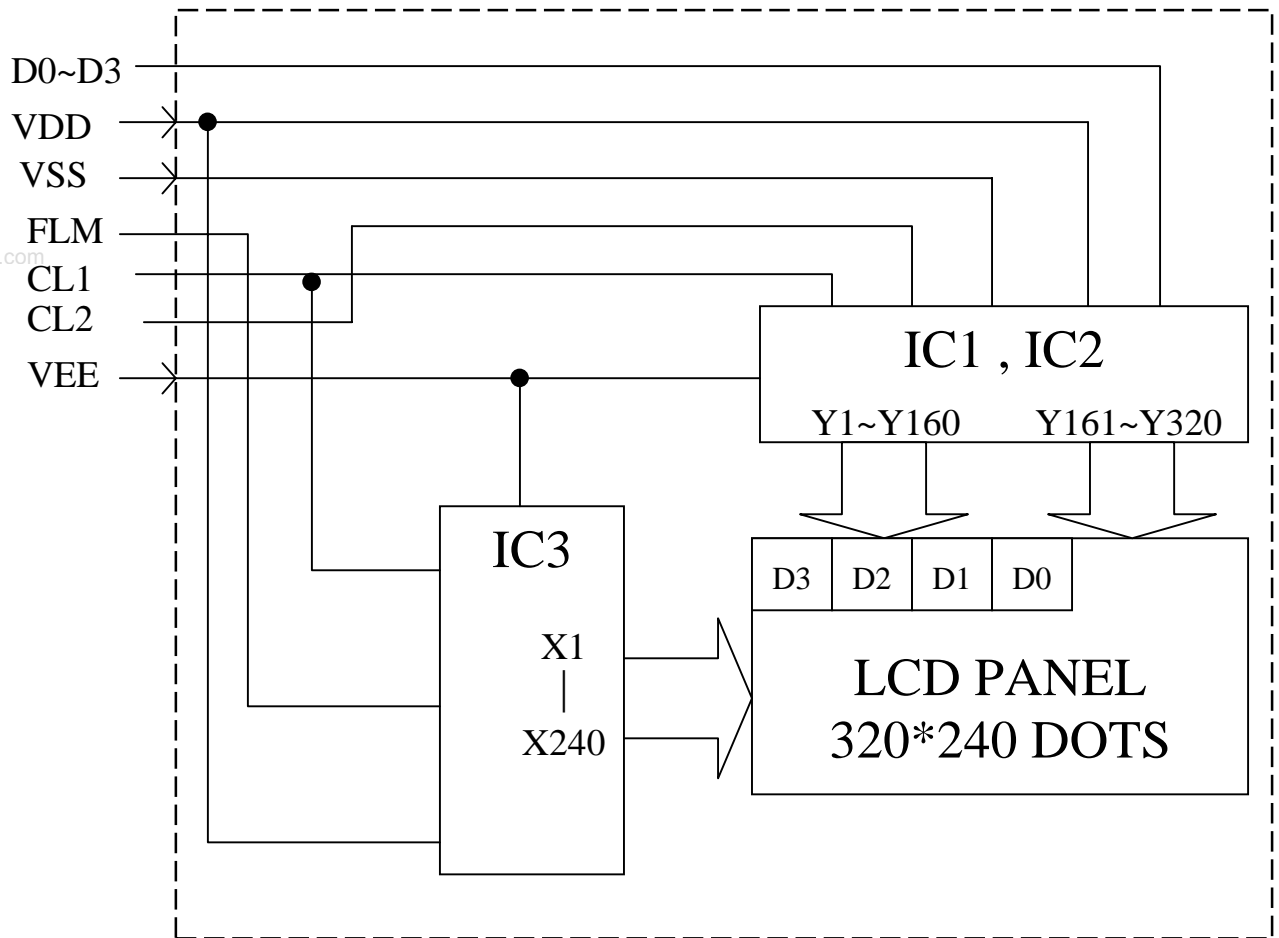 D0~D3
VDD
VSS
FLM
.com
CL1
CL2
VEE
IC1 , IC2
Y1~Y160 Y161~Y320
IC3
X1
X240
D3 D2 D1 D0
LCD PANEL
320*240 DOTS